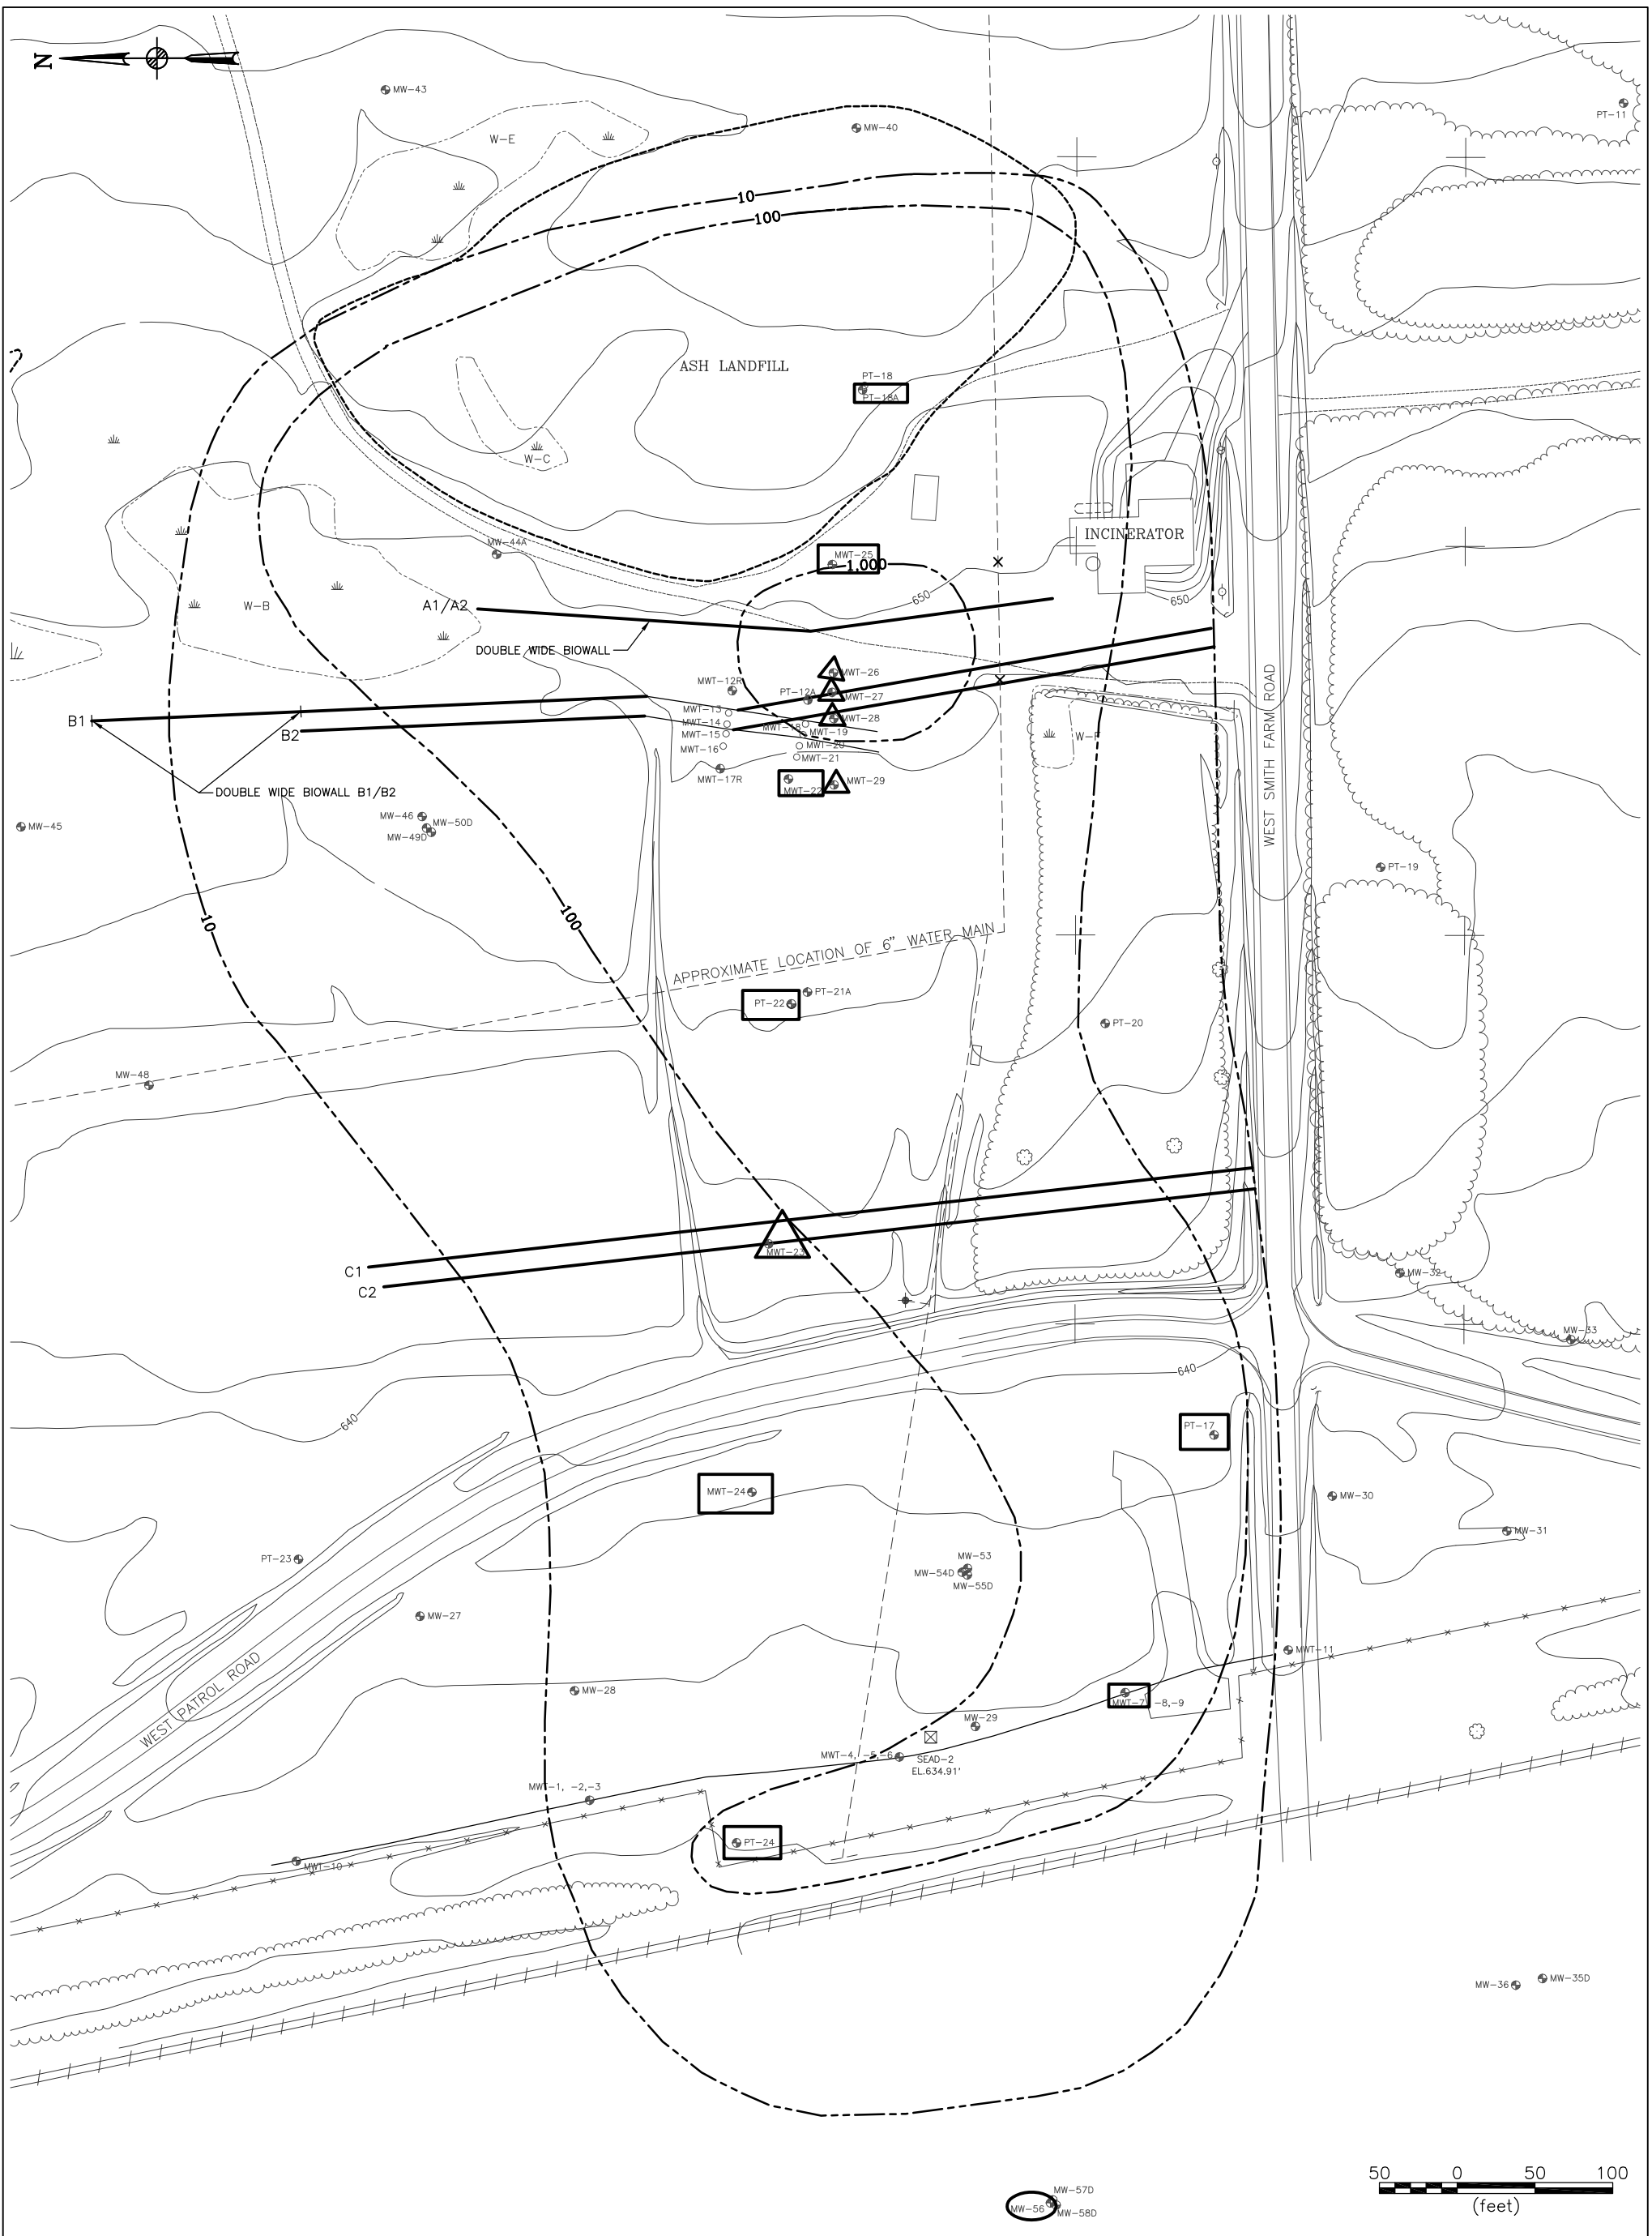 N
MW-43
W-E
MW-40
PT-11
10
100
ASH LANDFILL
PT-18
PT-18A
W-C
MW-44A
MWT-25
1,000
INCINERATOR
W-B
A1/A2
650
650
DOUBLE WIDE BIOWALL
MWT-26
MWT-12R
PT-12A
MWT-27
MWT-13
B1
MWT-14
MWT-18
MWT-28
B2
MWT-15
MWT-19
W-F
MWT-16
MWT-20
MWT-21
MWT-17R
MWT-22
MWT-29
DOUBLE WIDE BIOWALL B1/B2
WEST SMITH FARM ROAD
MW-46
MW-50D
MW-45
MW-49D
PT-19
10
100
APPROXIMATE LOCATION OF 6" WATER MAIN
PT-22
PT-21A
PT-20
MW-48
MWT-23
C1
C2
MW-32
MW-33
640
640
PT-17
MWT-24
MW-30
MW-31
PT-23
MW-53
MW-54D
MW-55D
MW-27
WEST PATROL ROAD
MWT-11
MW-28
MWT-7, -8,-9
MW-29
MWT-4, -5,-6
SEAD-2
EL.634.91'
MWT-1, -2,-3
PT-24
MWT-10
MW-36
MW-35D
50 0 50 100
(feet)
MW-57D
MW-56
MW-58D